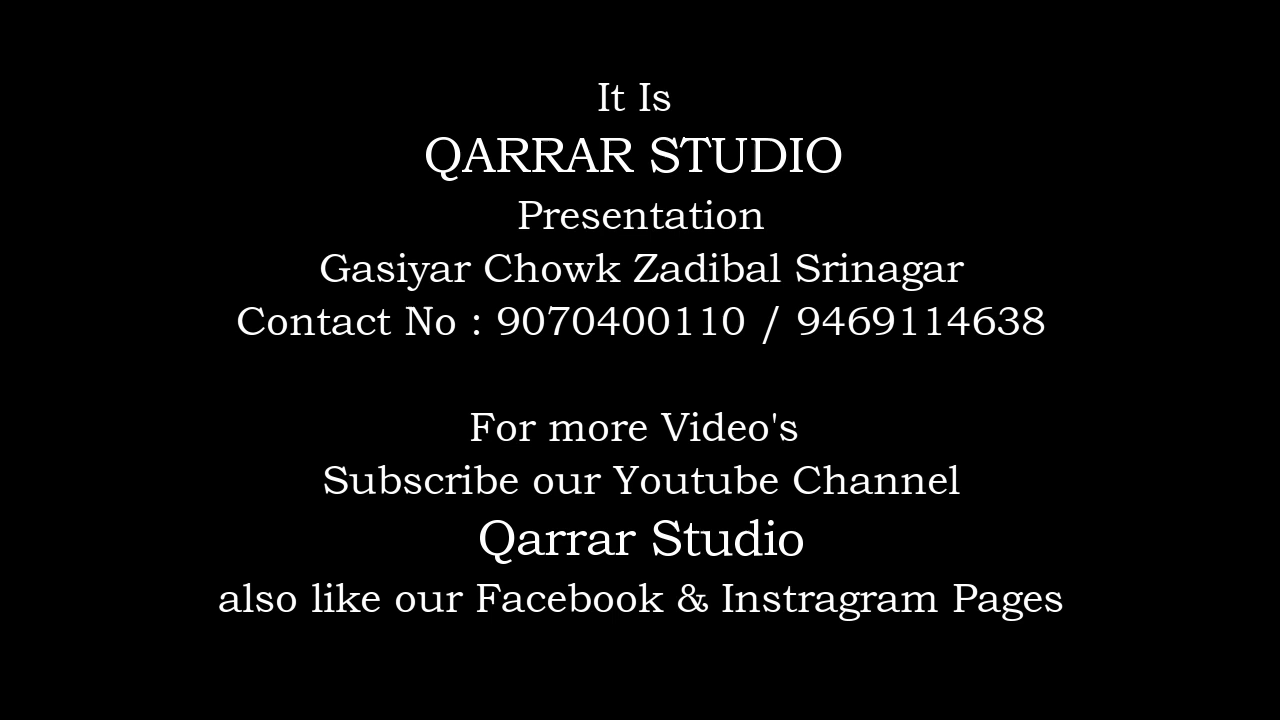 It Is
QARRAR STUDIO
Presentation
Gasiyar Chowk Zadibal Srinagar
Contact No : 9070400110 / 9469114638
For more Video's
Subscribe our Youtube Channel
Qarrar Studio
also like our Facebook & Instragram Pages